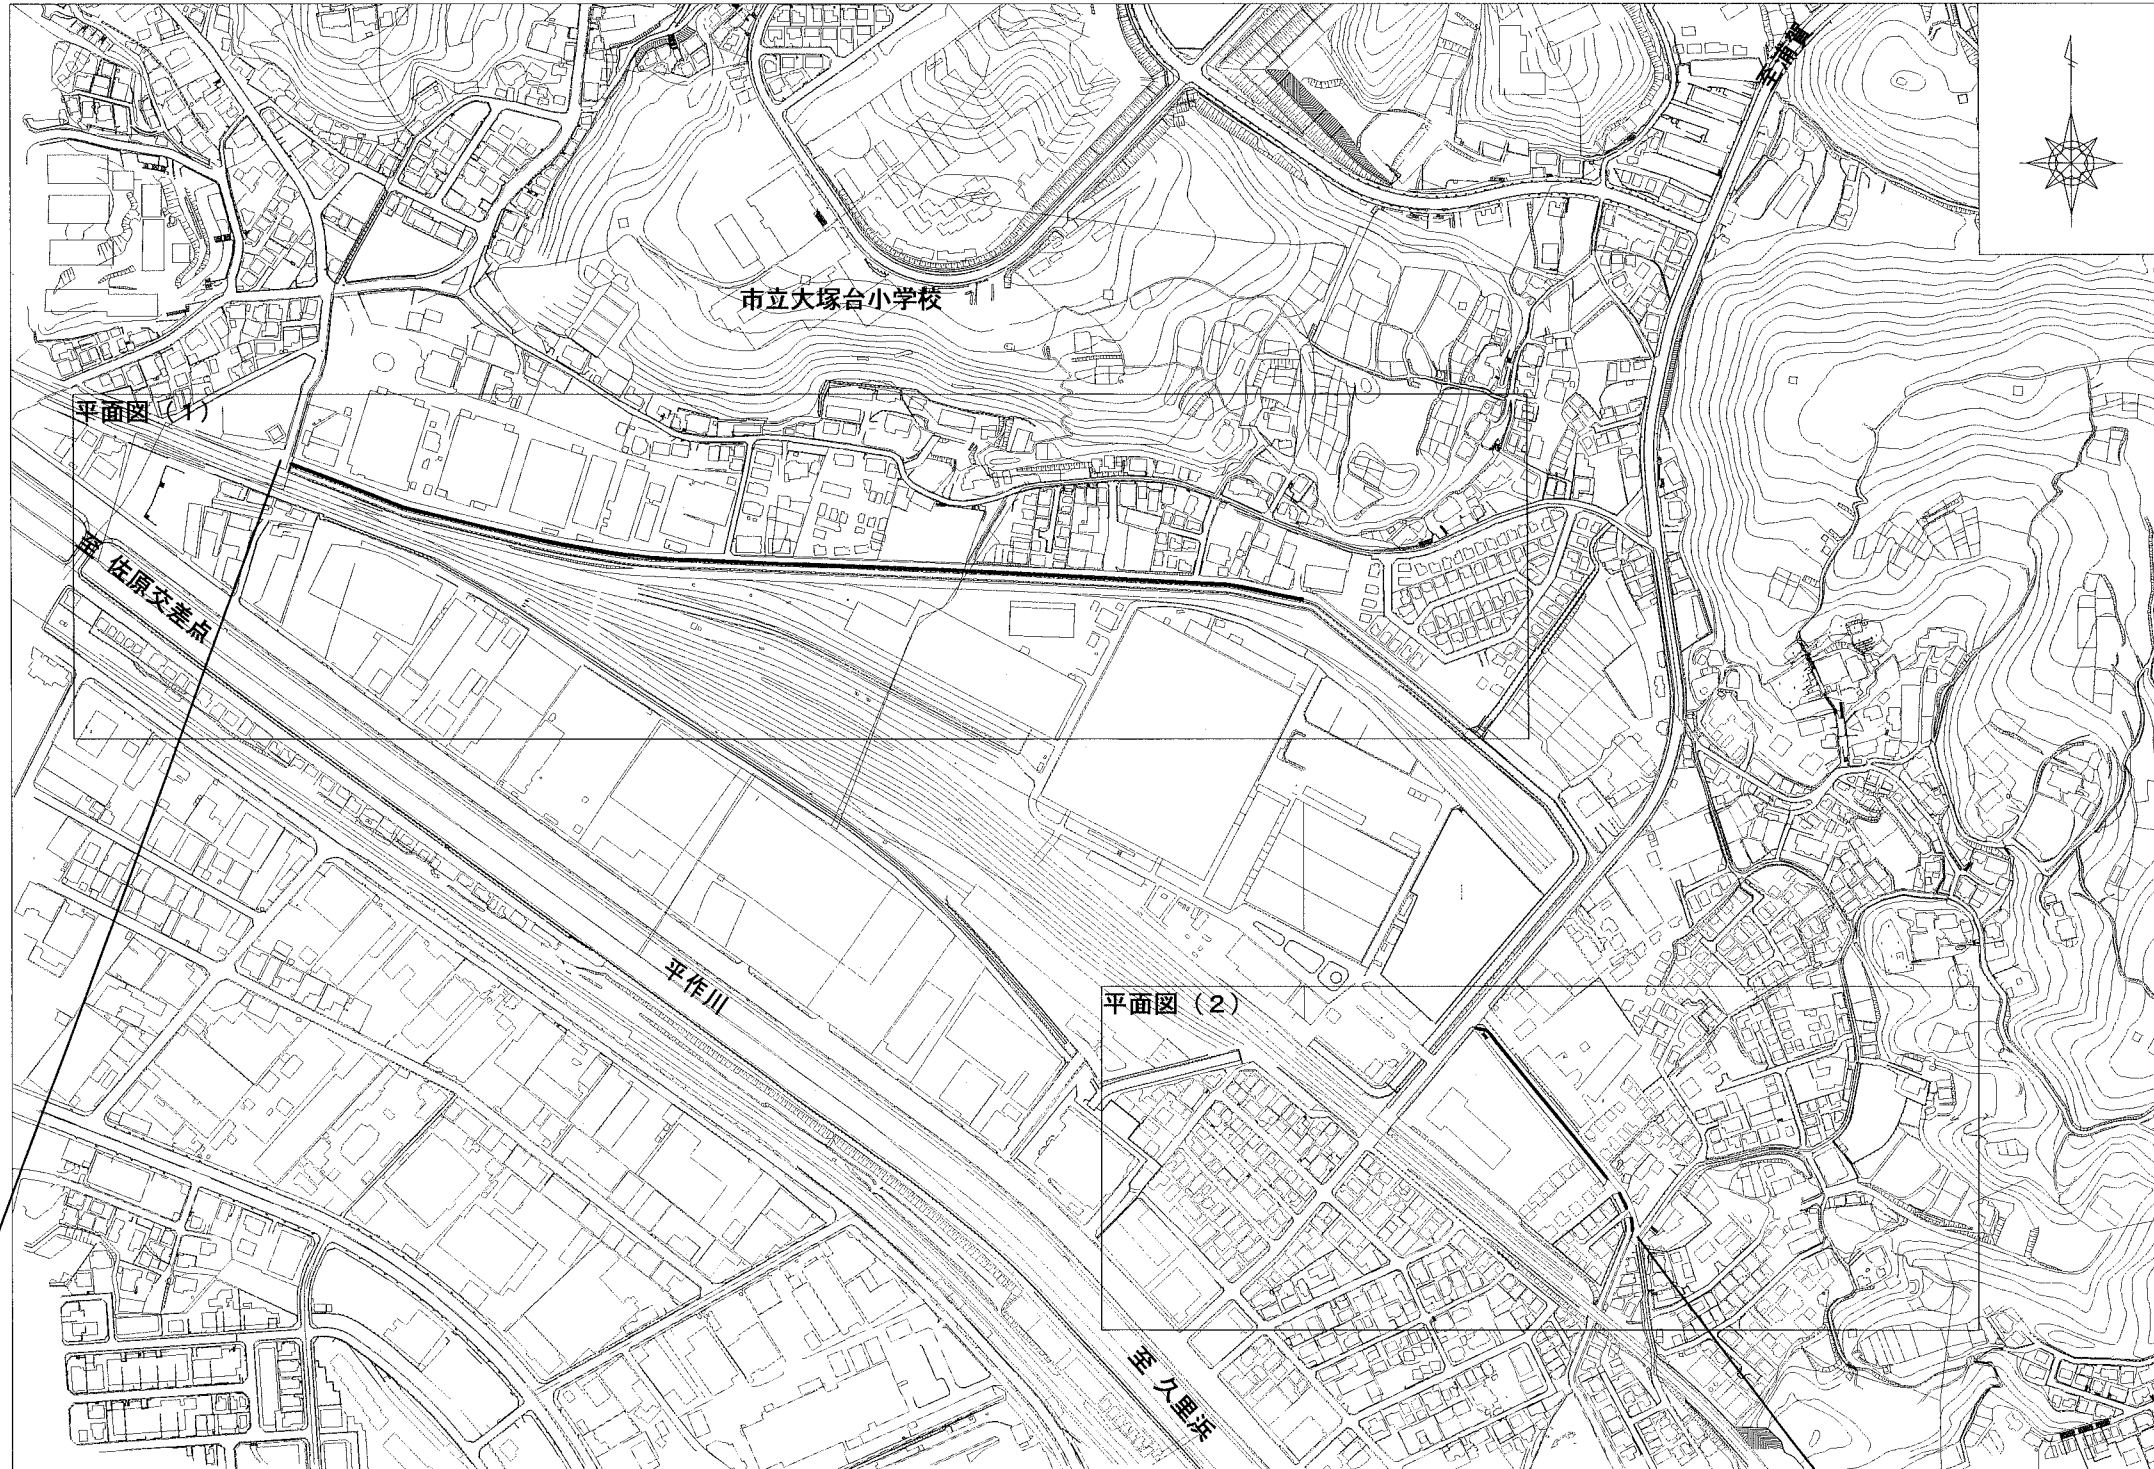 至浦賀
市立大塚台小学校
平面図（1）
至 佐原交差点
平作川
平面図（2）
至 久里浜